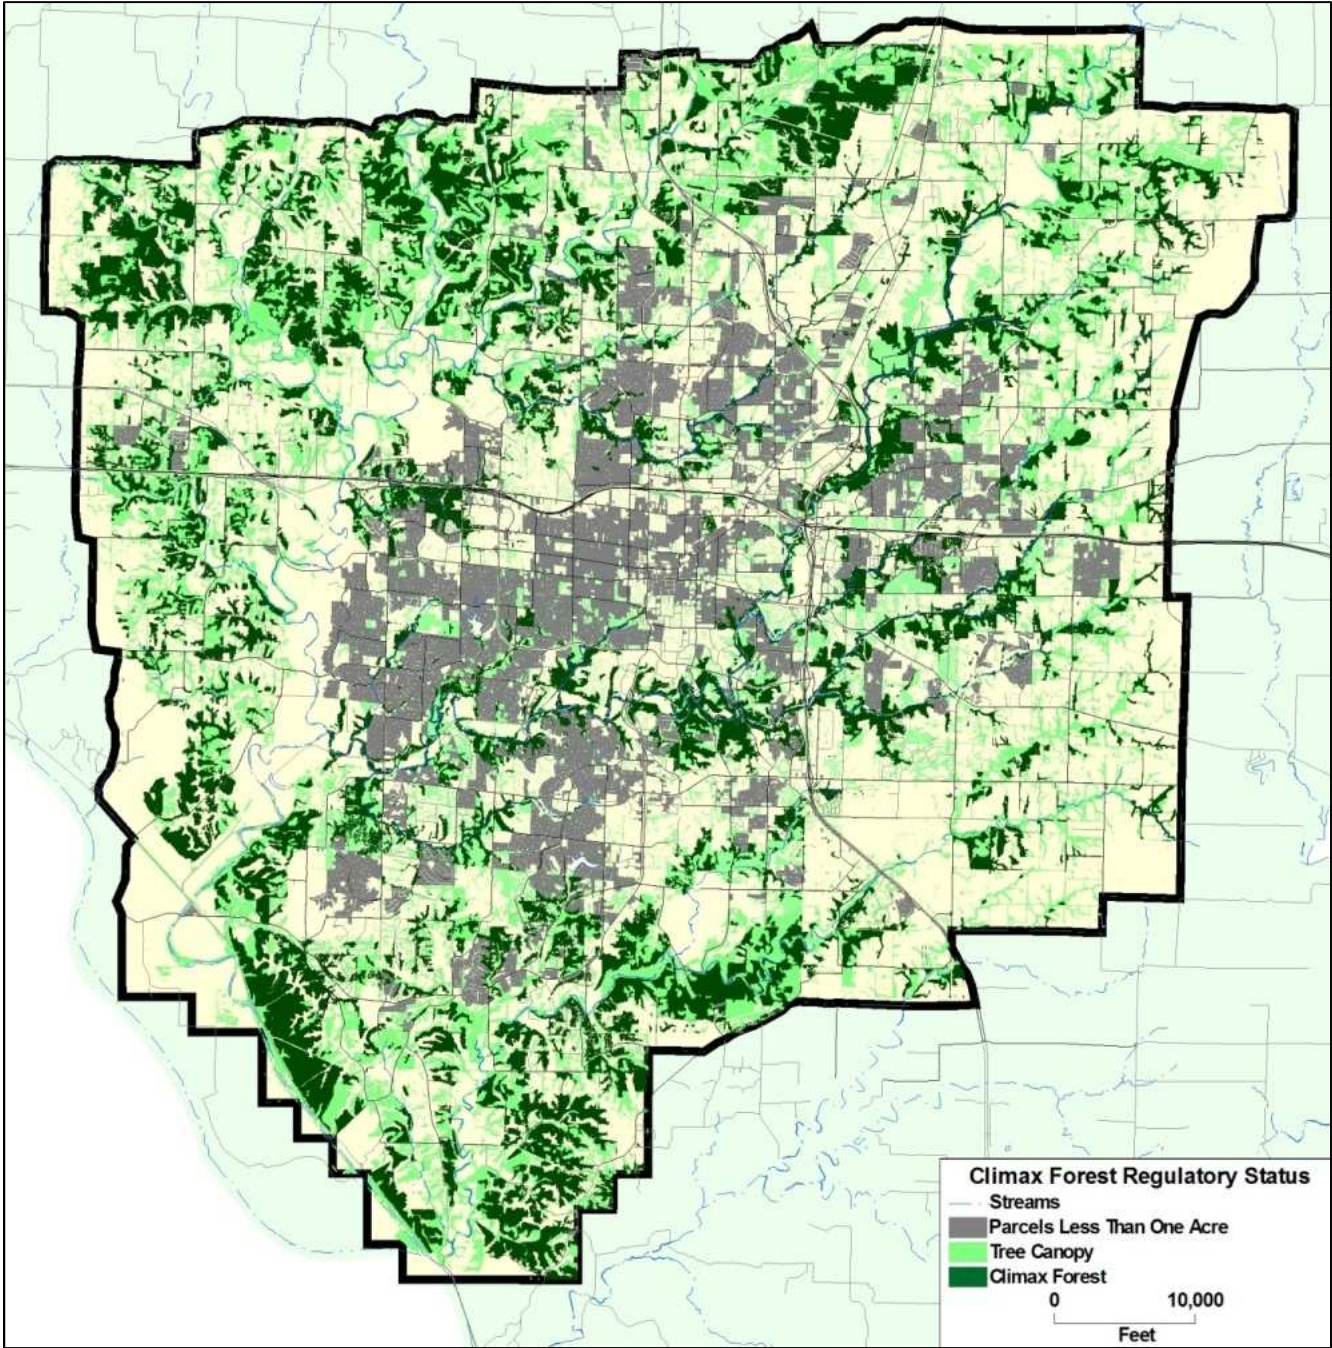 Climax Forest Regulatory Status
Streams
Parcels Less Than One Acre
Tree Canopy
Climax Forest
0 10,000
Feet